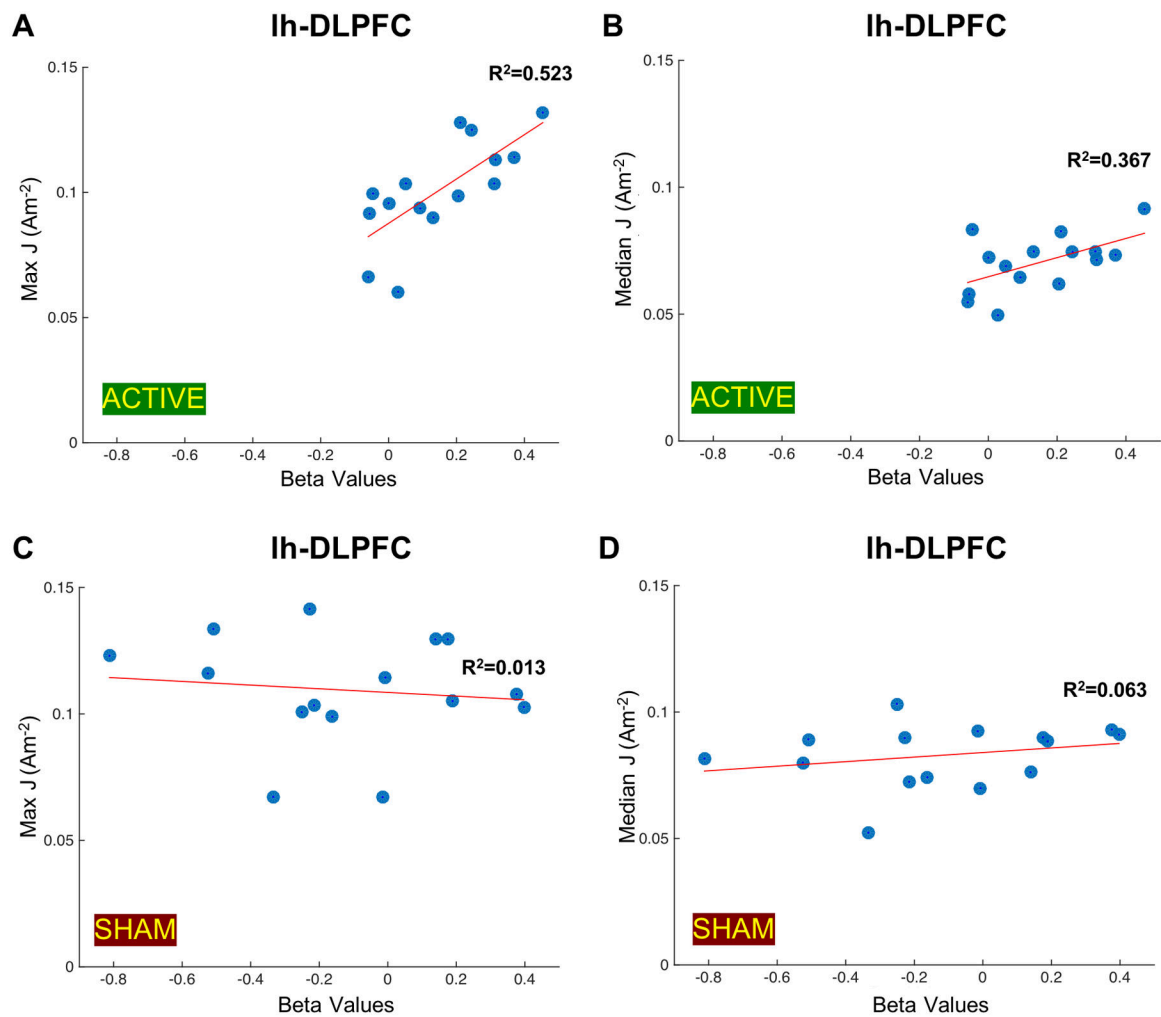 A
lh-DLPFC
R²=0.523
0.15
0.1
0.05
0
Max J (Am⁻²)
ACTIVE
-0.8 -0.6 -0.4 -0.2 0 0.2 0.4
Beta Values
B
lh-DLPFC
R²=0.367
0.15
0.1
0.05
0
Median J (Am⁻²)
ACTIVE
-0.8 -0.6 -0.4 -0.2 0 0.2 0.4
Beta Values
C
lh-DLPFC
R²=0.013
0.15
0.1
0.05
0
Max J (Am⁻²)
SHAM
-0.8 -0.6 -0.4 -0.2 0 0.2 0.4
Beta Values
D
lh-DLPFC
R²=0.063
0.15
0.1
0.05
0
Median J (Am⁻²)
SHAM
-0.8 -0.6 -0.4 -0.2 0 0.2 0.4
Beta Values